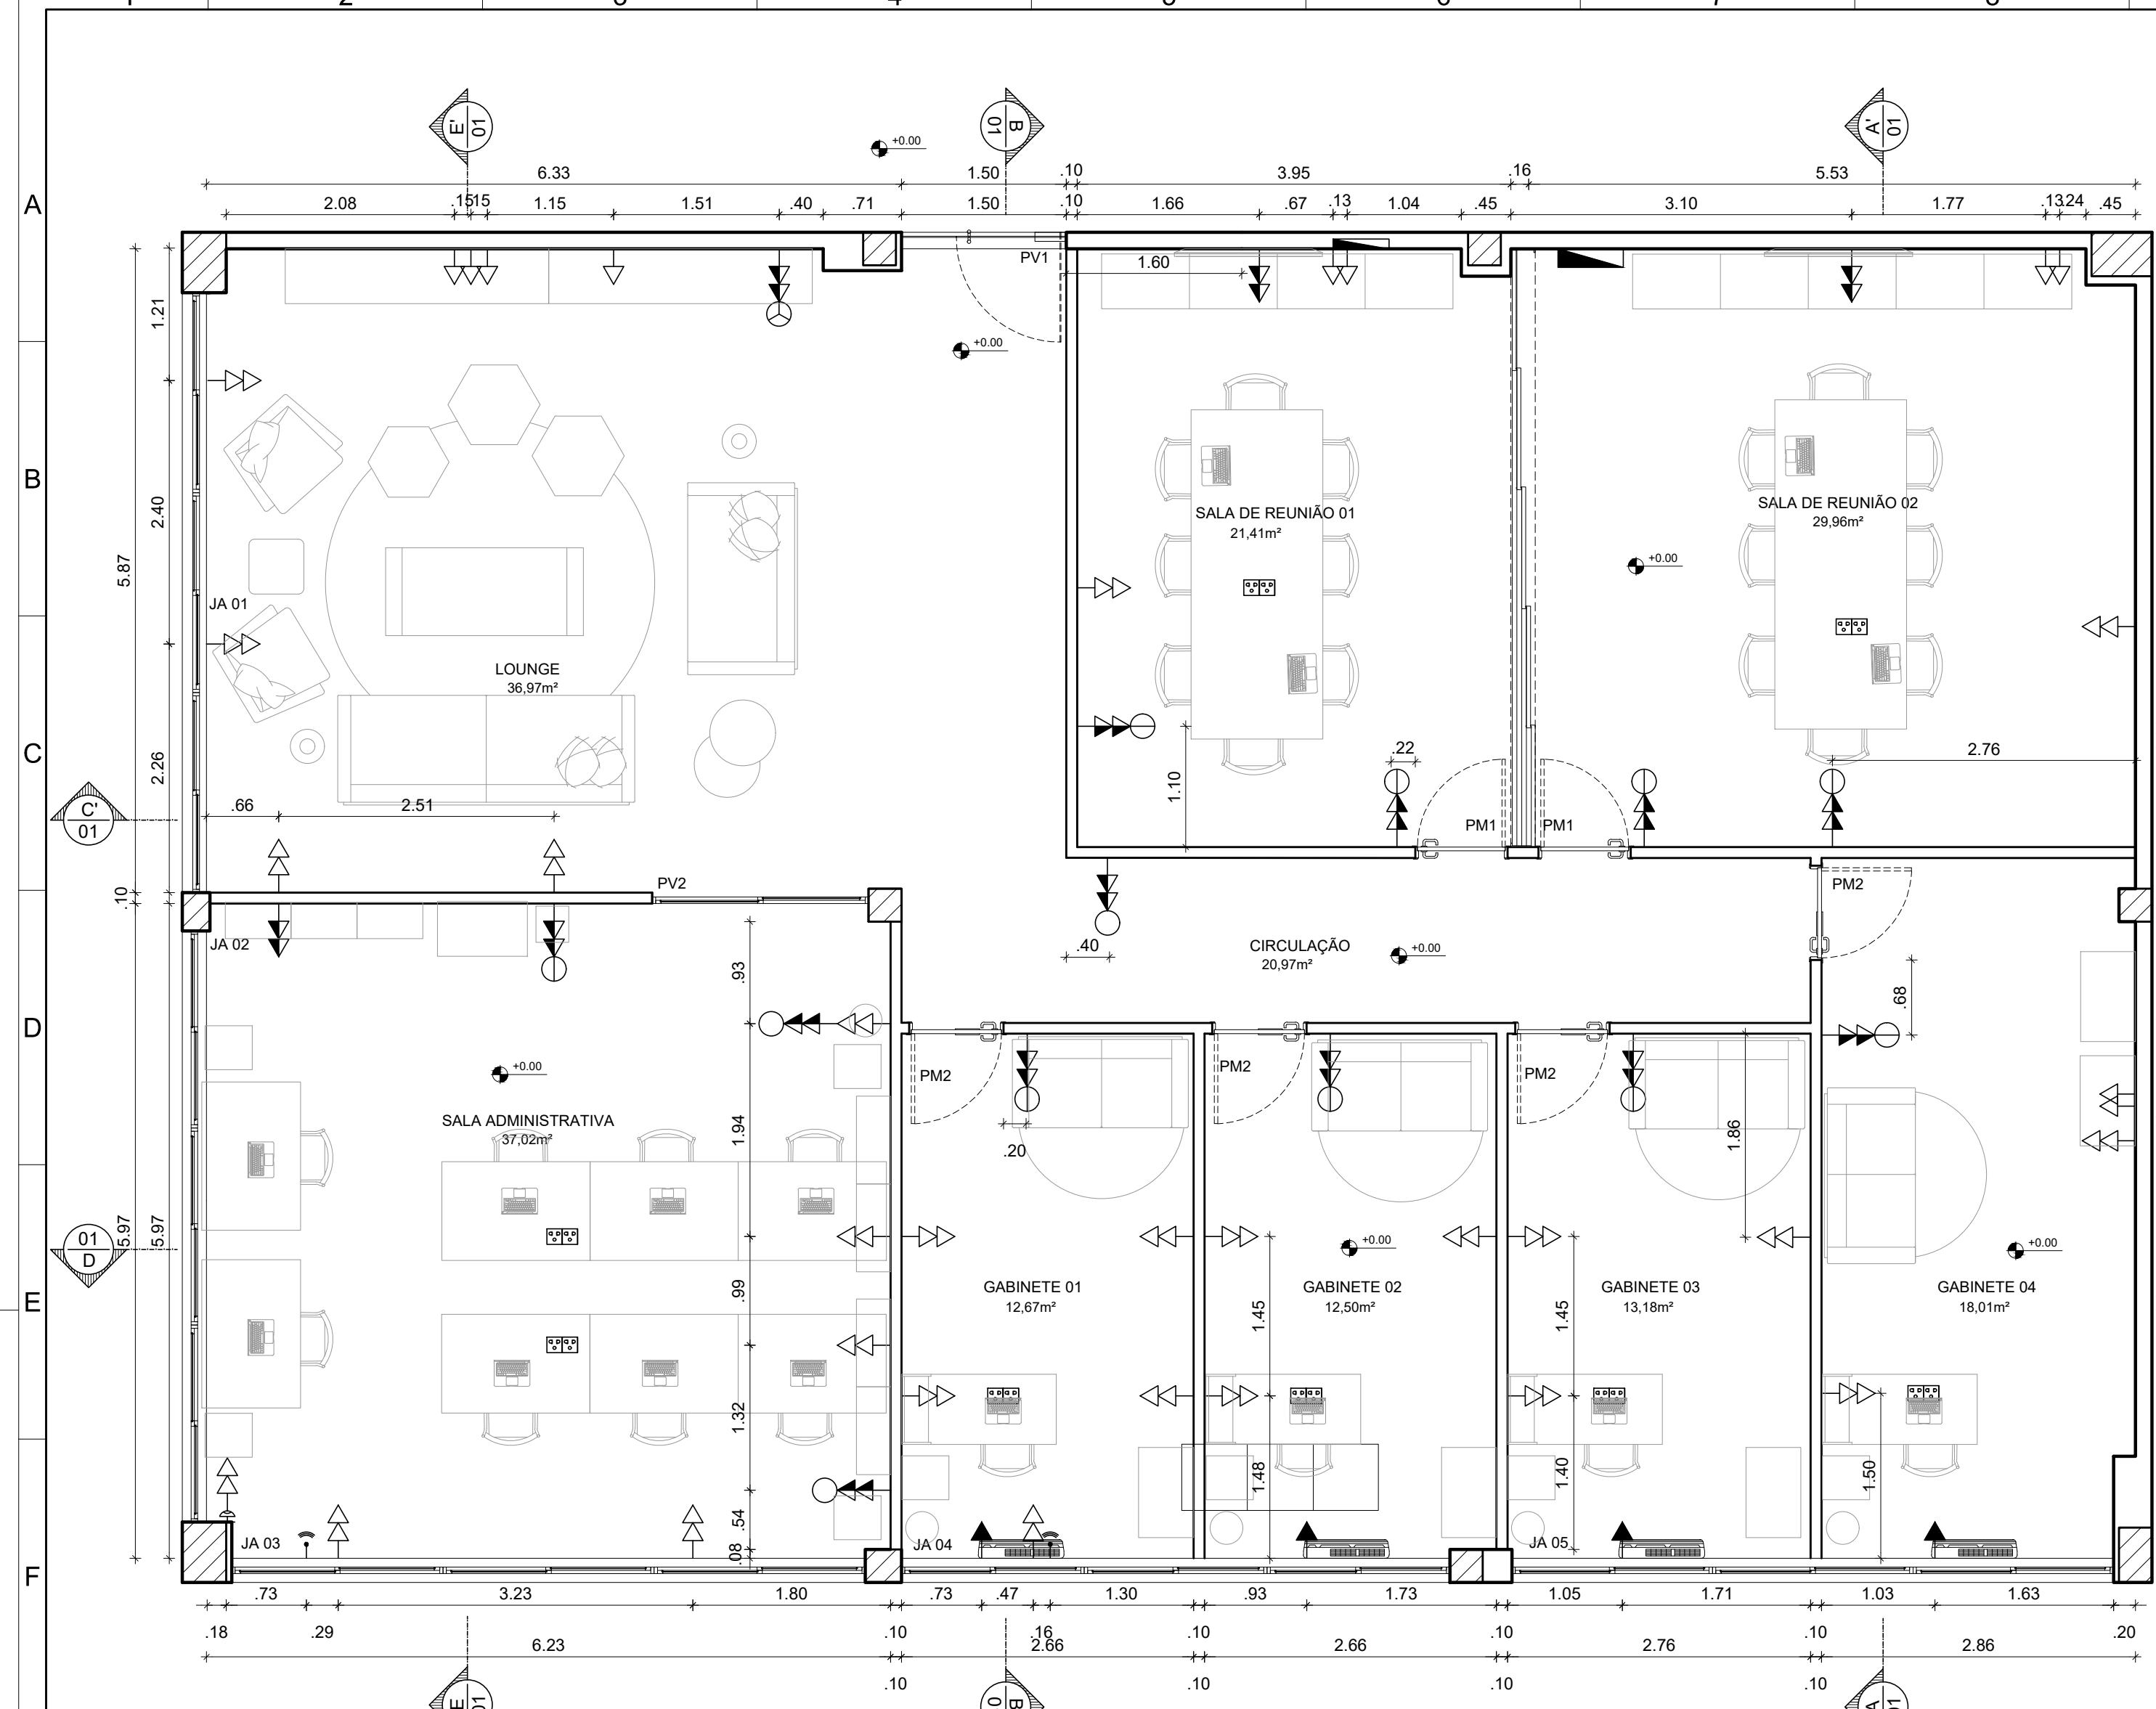 E'
01
B
01
A'
01
+0.00
6.33
1.50
.10
3.95
.16
5.53
A
2.08
.15
.15
1.15
1.51
.40
.71
1.50
.10
1.66
.67
.13
1.04
.45
3.10
1.77
.13
.24
.45
PV1
1.60
1.21
+0.00
B
2.40
SALA DE REUNIÃO 01
21,41m²
SALA DE REUNIÃO 02
29,96m²
5.87
+0.00
JA 01
LOUNGE
36,97m²
C
2.26
.22
2.76
1.10
.66
2.51
C'
01
PM1
PM1
.10
PV2
PM2
JA 02
.40
CIRCULAÇÃO
20,97m²
+0.00
.93
.68
D
+0.00
PM2
PM2
PM2
SALA ADMINISTRATIVA
37,02m²
1.94
.20
1.86
5.97
5.97
01
D
+0.00
+0.00
E
.99
GABINETE 01
12,67m²
GABINETE 02
12,50m²
GABINETE 03
13,18m²
GABINETE 04
18,01m²
1.45
1.45
1.32
1.48
1.40
1.50
.54
.08
JA 03
JA 04
JA 05
F
.73
3.23
1.80
.73
.47
1.30
.93
1.73
1.05
1.71
1.03
1.63
.18
.29
.10
.16
.10
.10
.10
.20
6.23
2.66
2.66
2.76
2.86
.10
.10
.10
.10
E
01
B
0
A
01